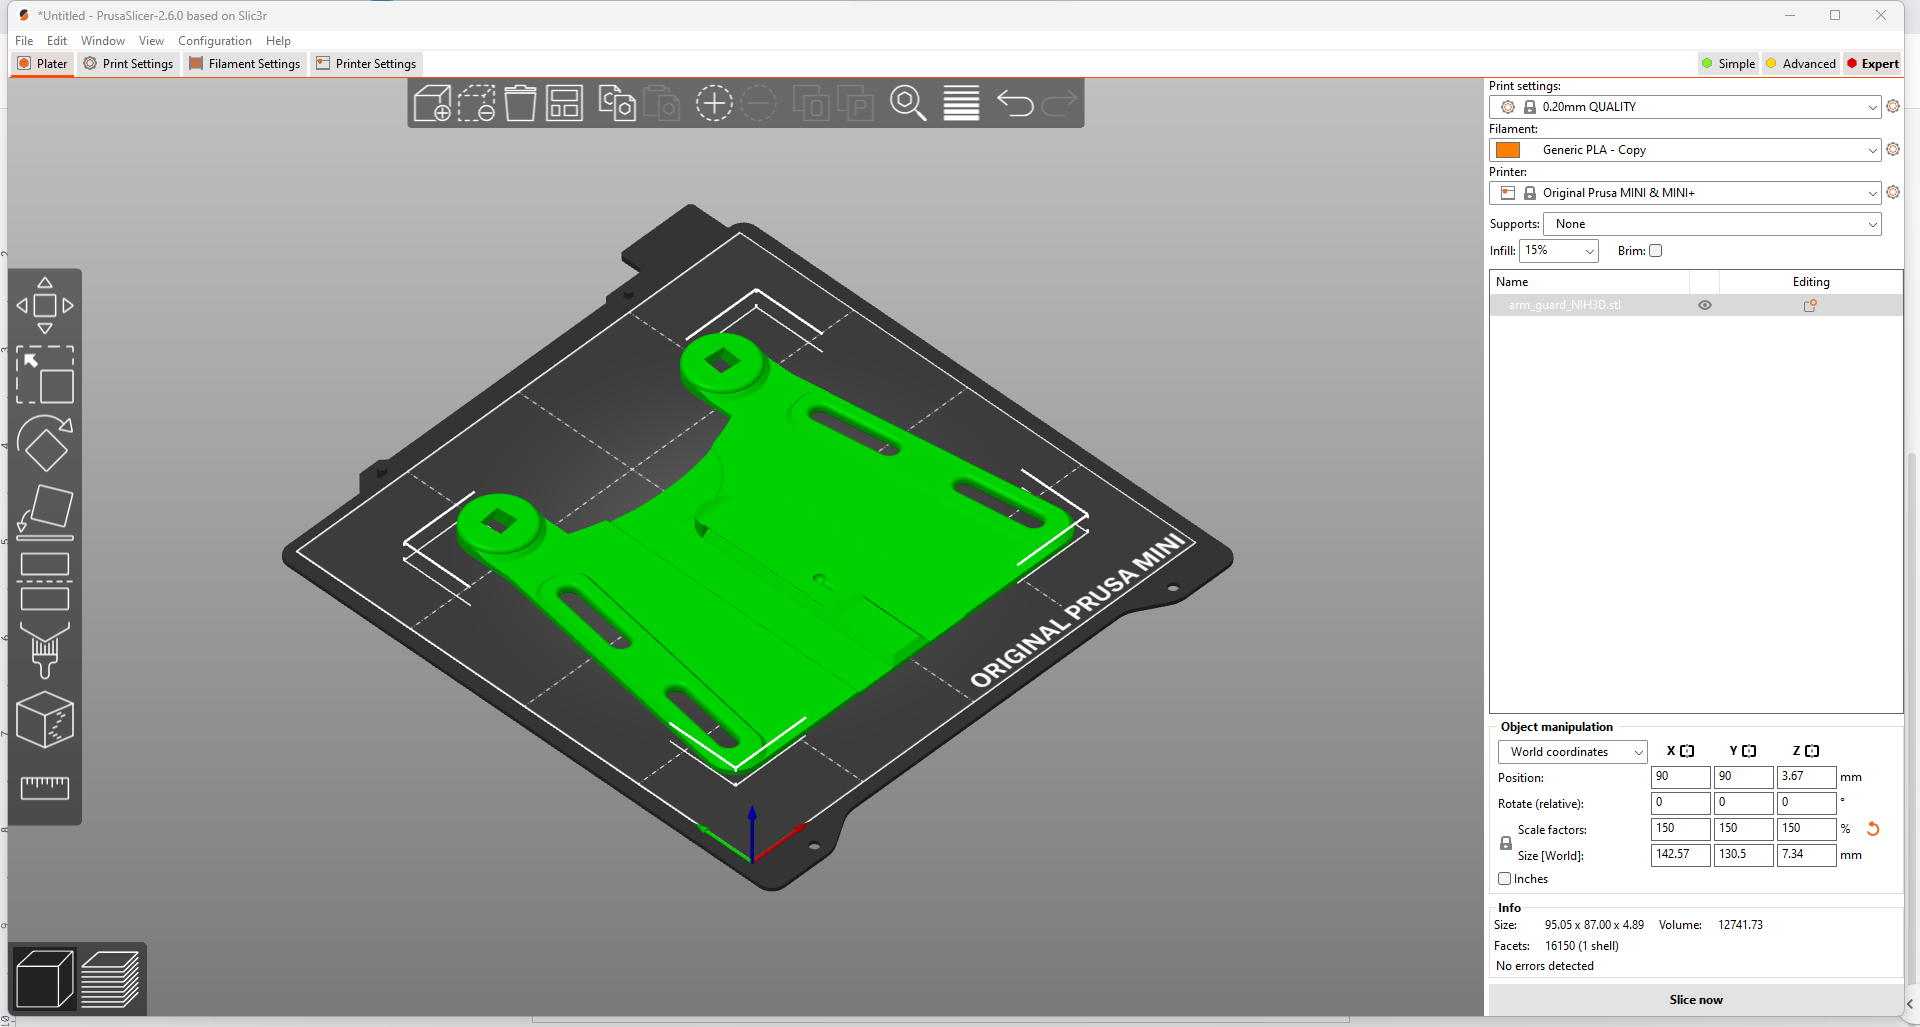 *Untitled - PrusaSlicer-2.6.0 based on Slic3r
File Edit Window View Configuration Help
Plater Print Settings Filament Settings Printer Settings Simple Advanced Expert
Print settings:
0.20mm QUALITY
Filament:
Generic PLA - Copy
Printer:
Original Prusa MINI & MINI+
Supports: None
Infill: 15% Brim:
Name Editing
arm_guard_NIH3D.stl
ORIGINAL PRUSA MINI
Object manipulation
World coordinates X Y Z
Position: 90 90 3.67 mm
Rotate (relative): 0 0 0 °
Scale factors: 150 150 150 %
Size [World]: 142.57 130.5 7.34 mm
Inches
Info
Size: 95.05 x 87.00 x 4.89 Volume: 12741.73
Facets: 16150 (1 shell)
No errors detected
Slice now